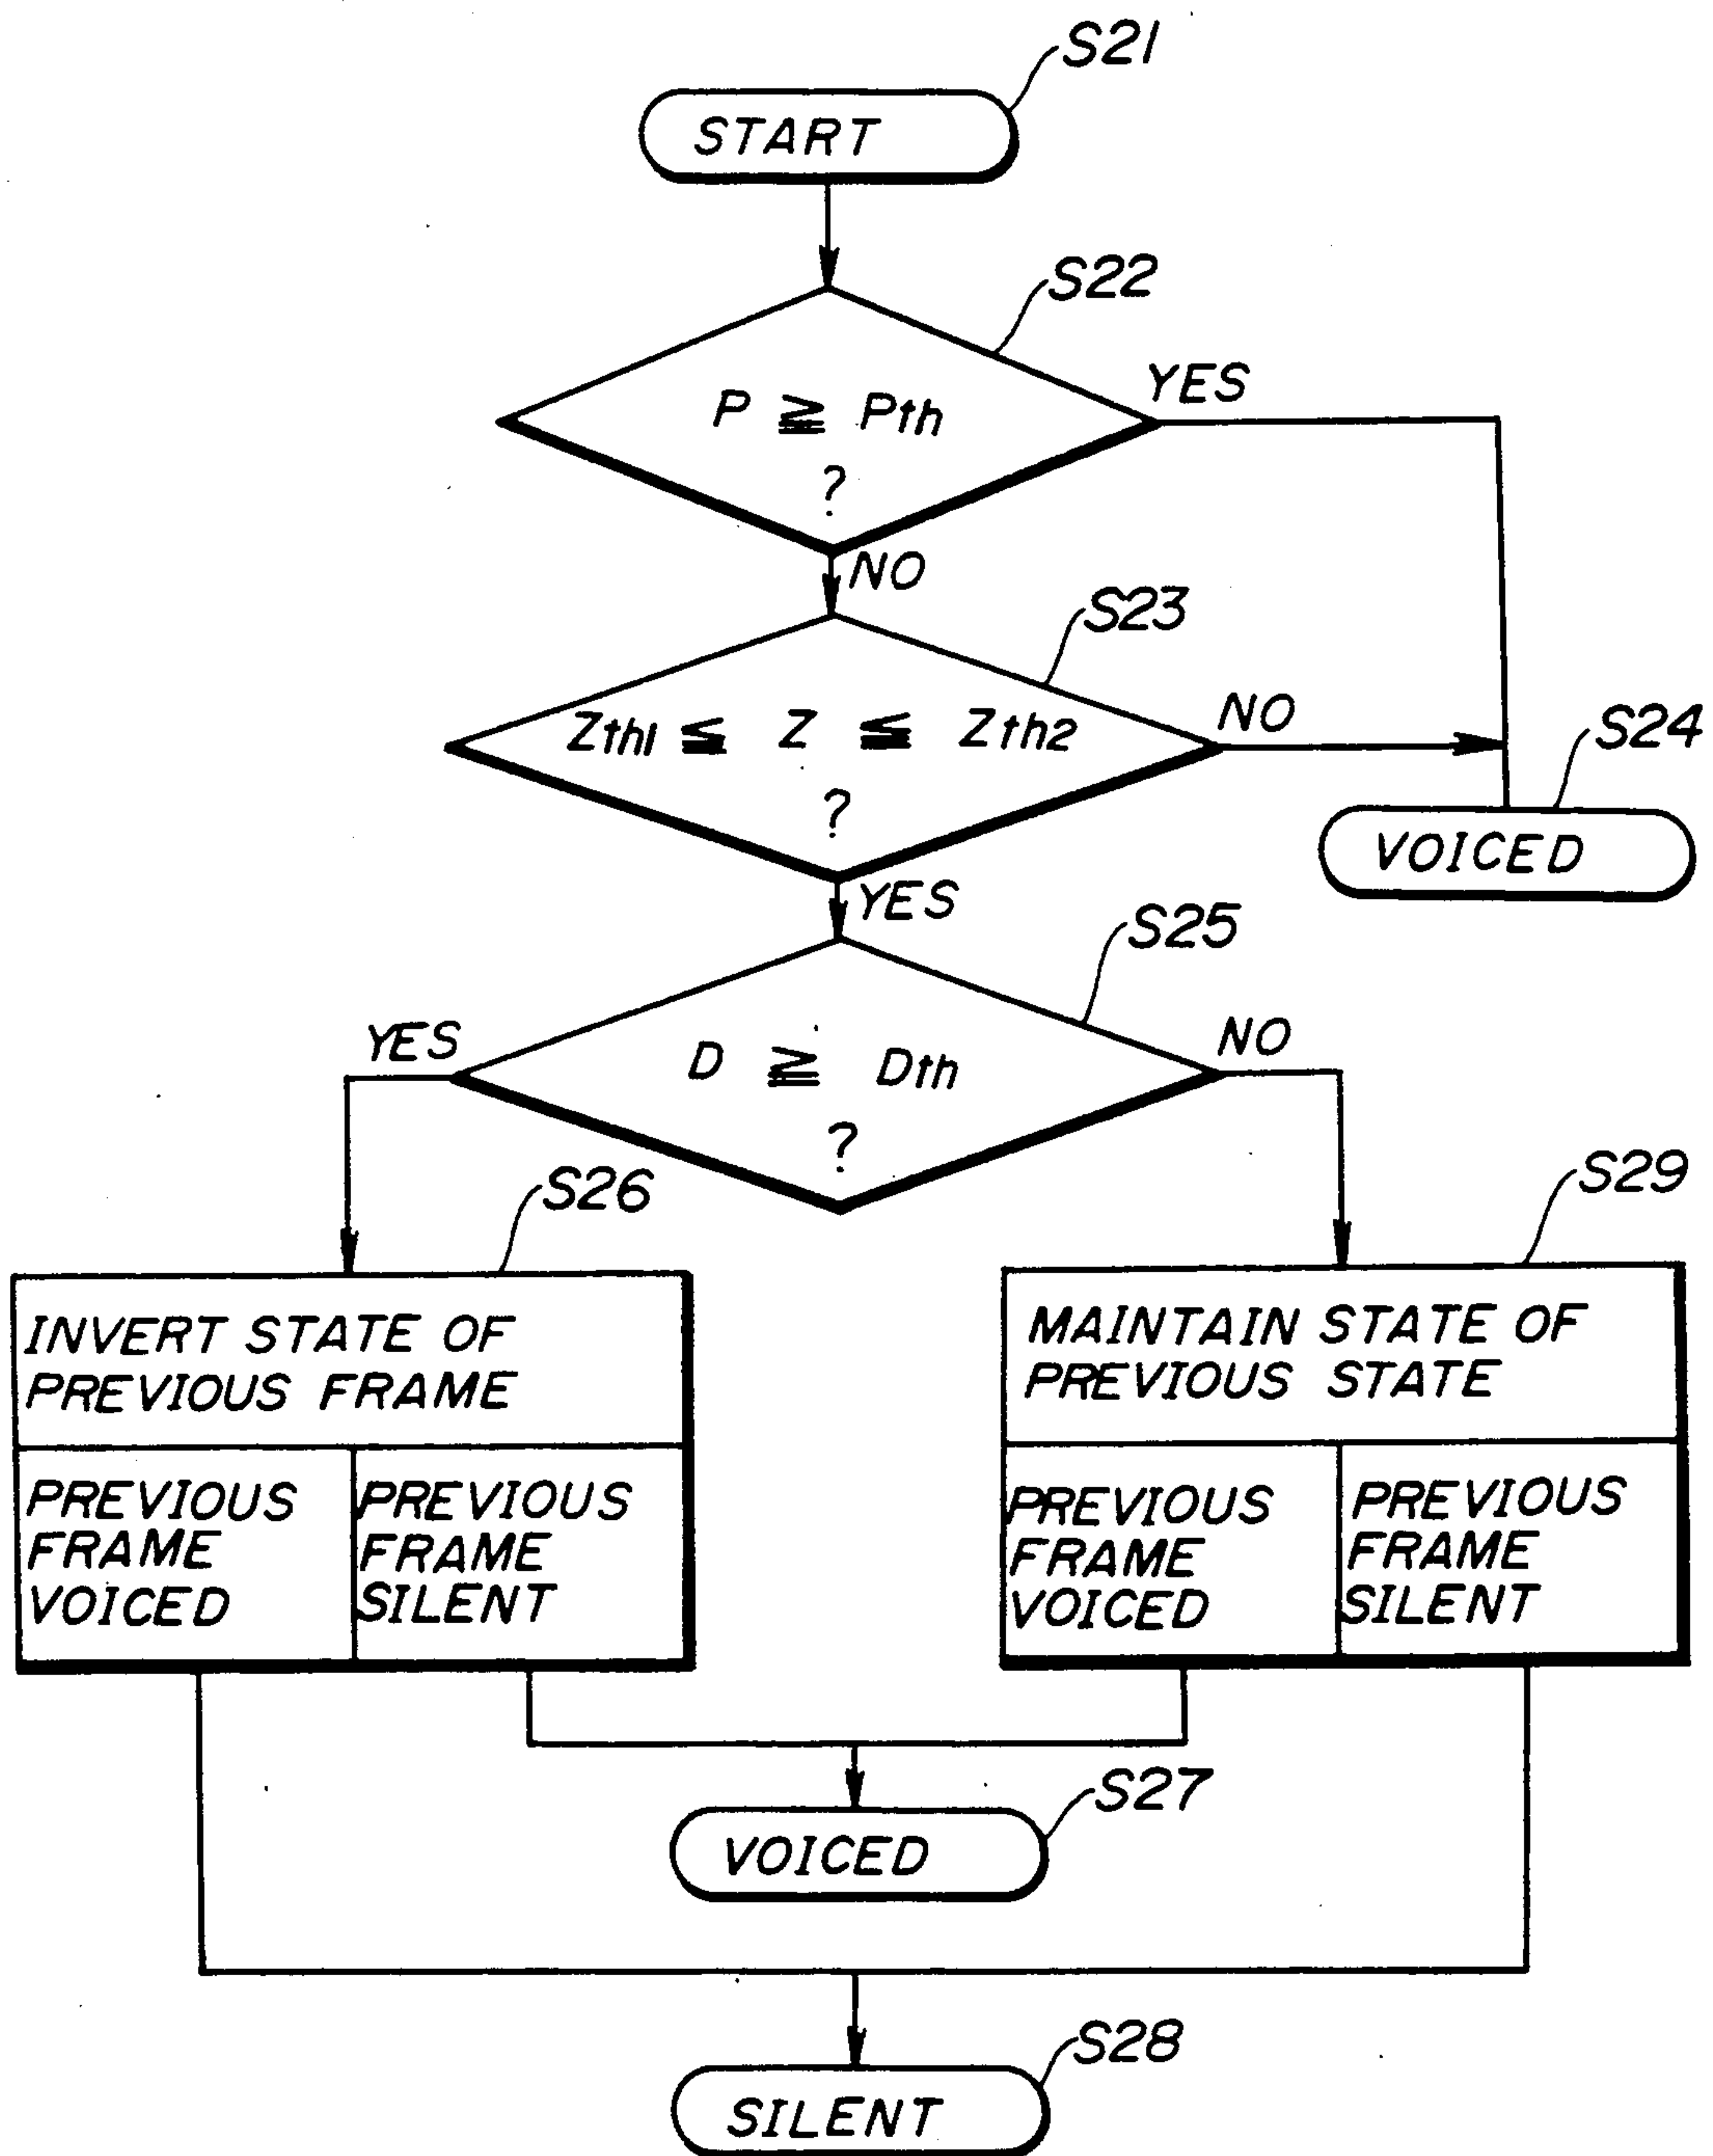 S21
START
S22
P ≧ Pth
?
YES
NO
S23
Zth1 ≦ Z ≦ Zth2
?
NO
S24
VOICED
YES
S25
D ≧ Dth
?
YES
NO
S26
INVERT STATE OF
PREVIOUS FRAME
PREVIOUS
FRAME
VOICED
PREVIOUS
FRAME
SILENT
S29
MAINTAIN STATE OF
PREVIOUS STATE
PREVIOUS
FRAME
VOICED
PREVIOUS
FRAME
SILENT
S27
VOICED
S28
SILENT